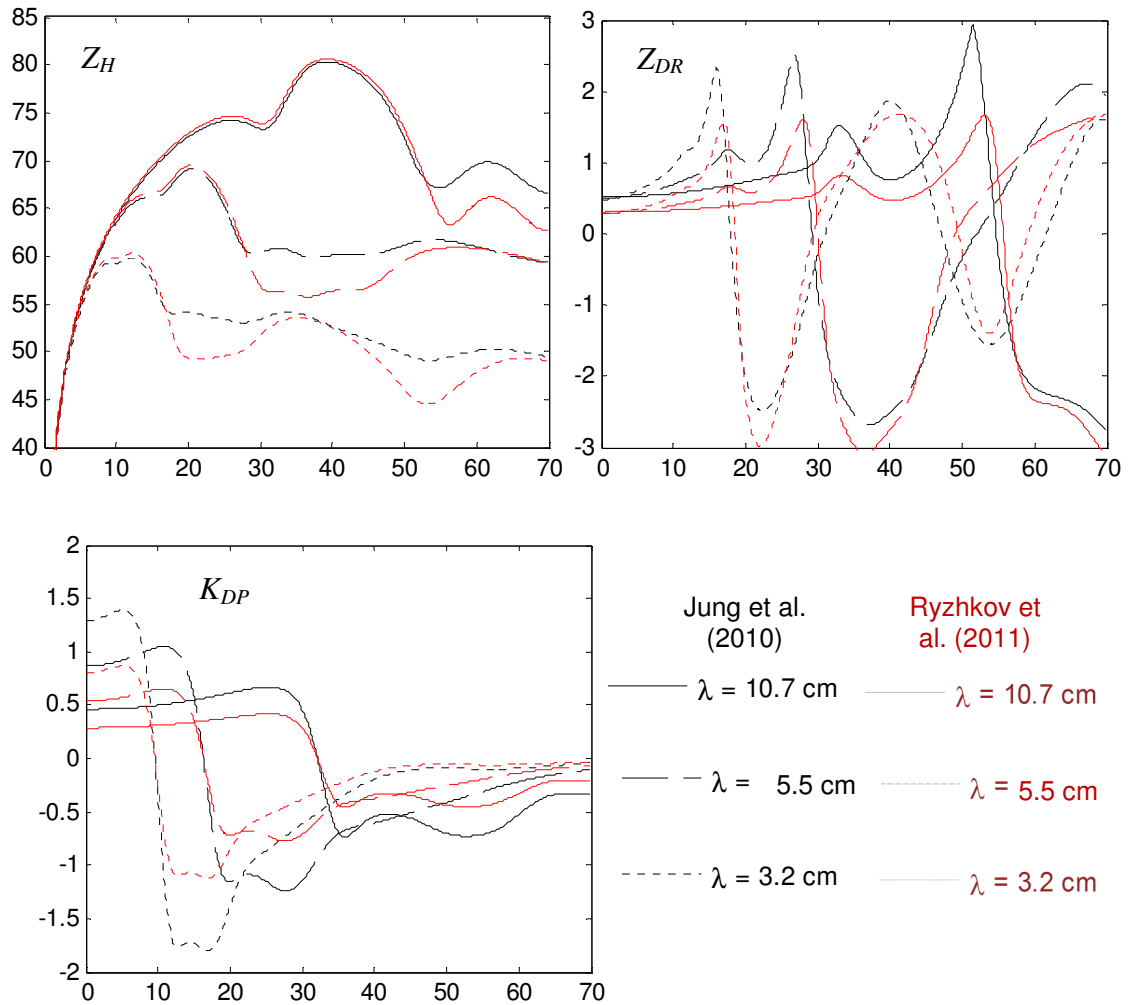 Z_H
85
80
75
70
65
60
55
50
45
40
0 10 20 30 40 50 60 70
Z_DR
3
2
1
0
-1
-2
-3
0 10 20 30 40 50 60 70
K_DP
2
1.5
1
0.5
0
-0.5
-1
-1.5
-2
0 10 20 30 40 50 60 70
Jung et al.
(2010)
λ = 10.7 cm
λ = 5.5 cm
λ = 3.2 cm
Ryzhkov et
al. (2011)
λ = 10.7 cm
λ = 5.5 cm
λ = 3.2 cm